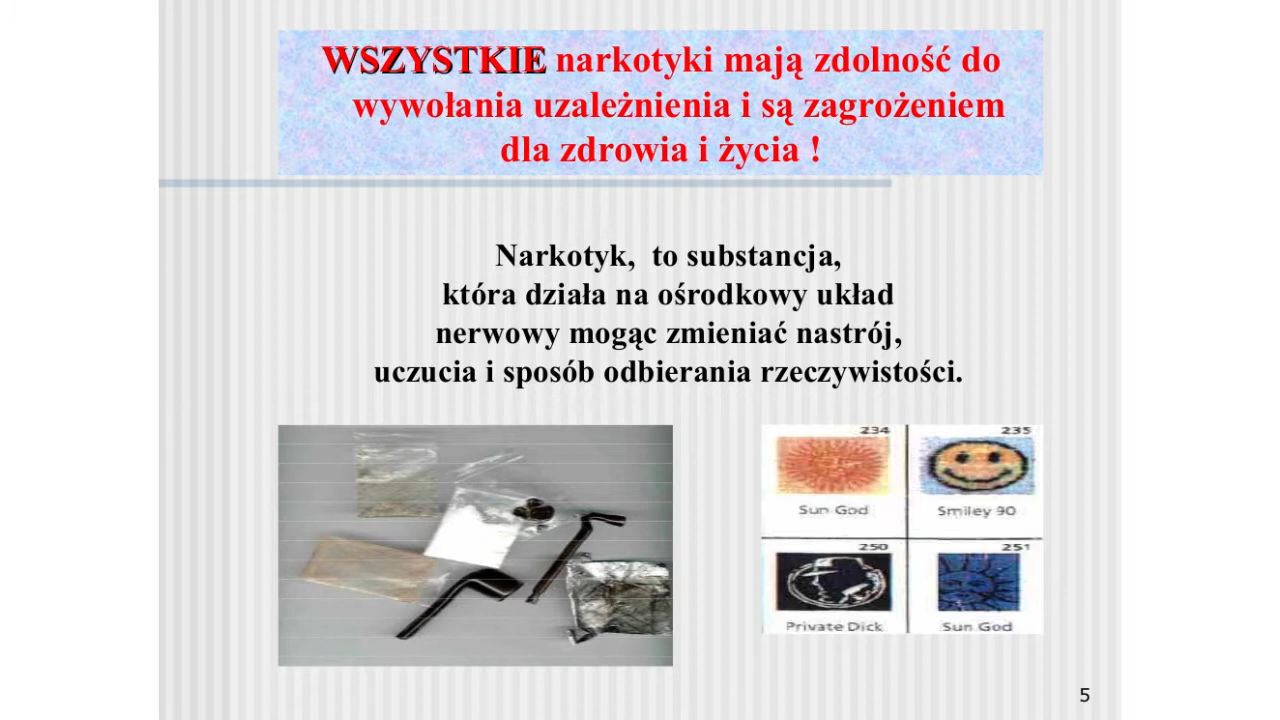 WSZYSTKIE narkotyki mają zdolność do
wywołania uzależnienia i są zagrożeniem
dla zdrowia i życia !
Narkotyk,  to substancja,
która działa na ośrodkowy układ
nerwowy mogąc zmieniać nastrój,
uczucia i sposób odbierania rzeczywistości.
234
235
Sun God
Smiley 90
250
251
Private Dick
Sun God
5